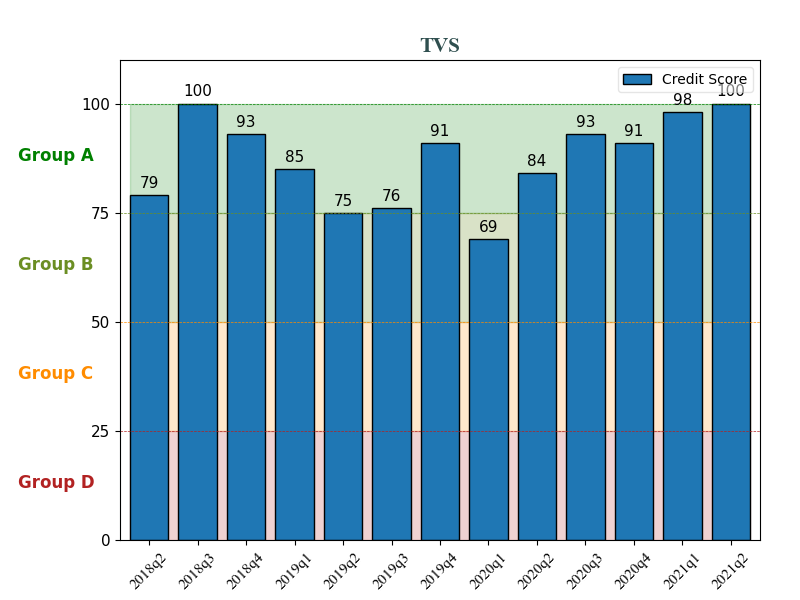 TVS
Credit Score
100
75
50
25
0
Group A
Group B
Group C
Group D
79
100
93
85
75
76
91
69
84
93
91
98
100
2018q2
2018q3
2018q4
2019q1
2019q2
2019q3
2019q4
2020q1
2020q2
2020q3
2020q4
2021q1
2021q2